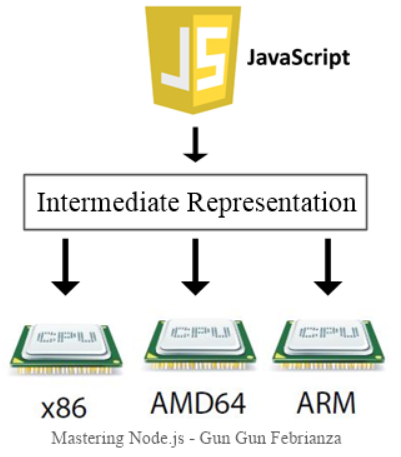 JS
JavaScript
Intermediate Representation
CPU CPU CPU
x86 AMD64 ARM
Mastering Node.js - Gun Gun Febrianza